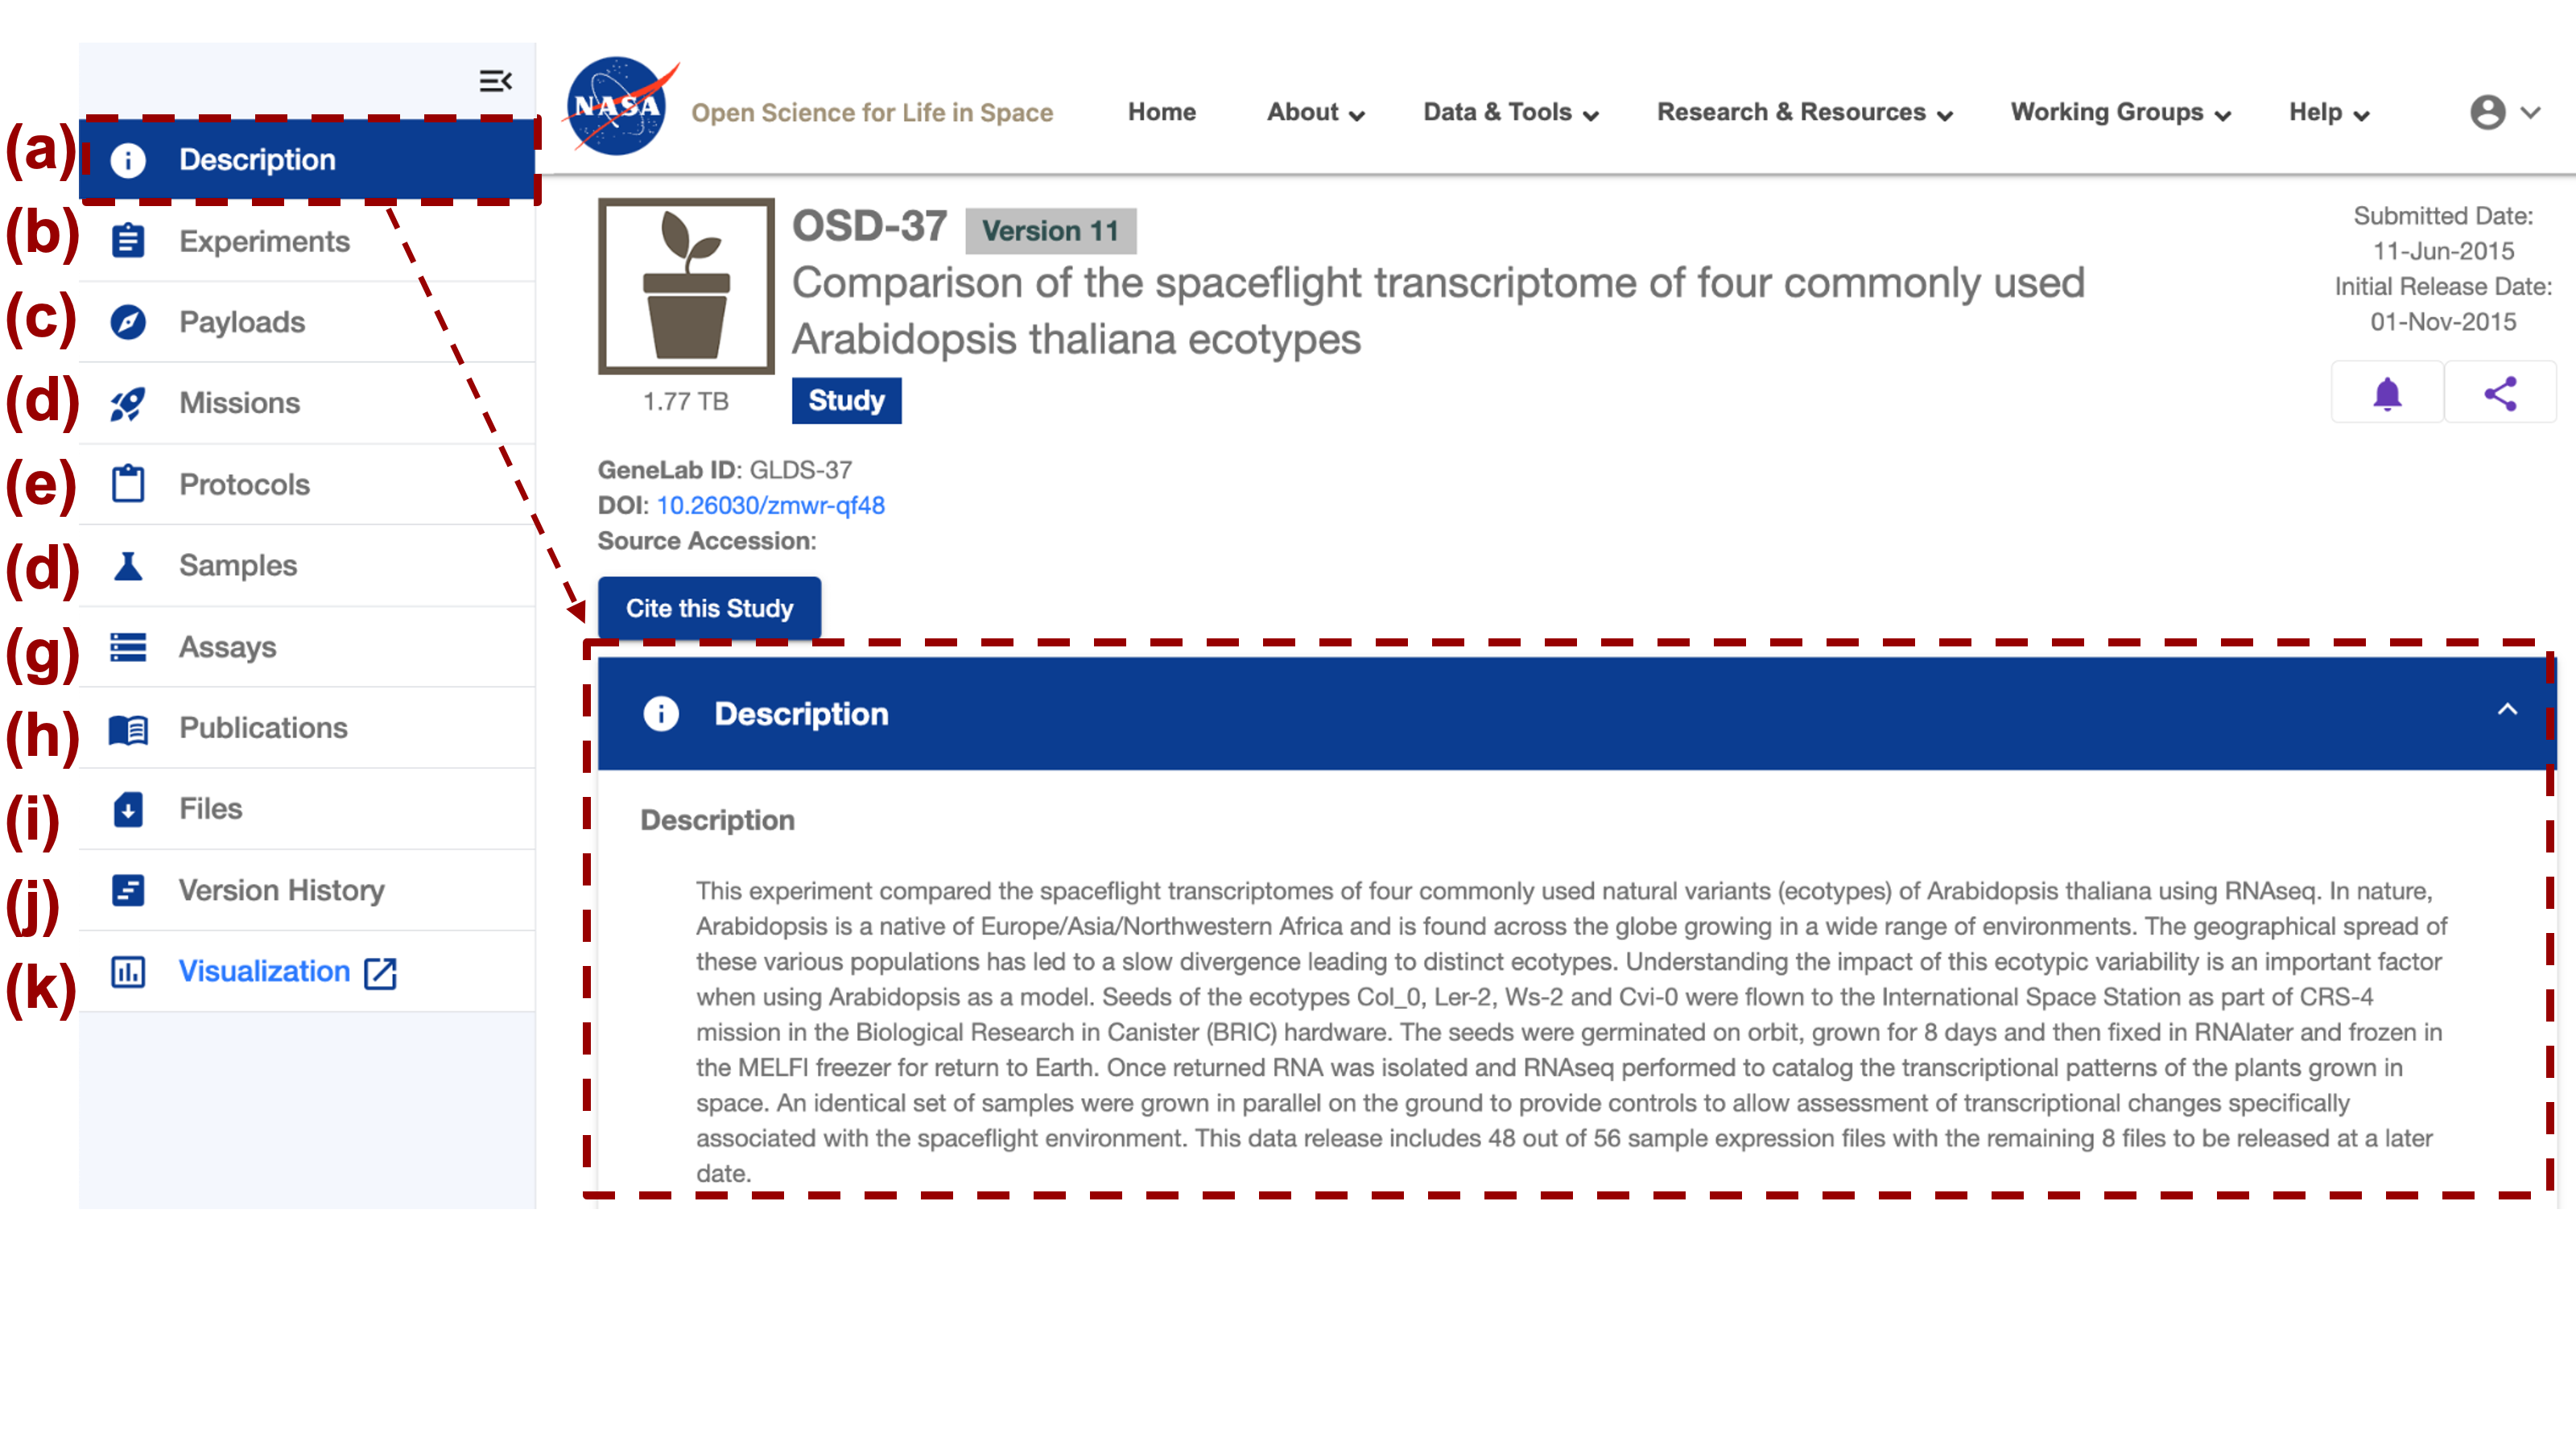 NASA
Open Science for Life in Space
Home
About
Data & Tools
Research & Resources
Working Groups
Help
(a) Description
(b) Experiments
(c) Payloads
(d) Missions
(e) Protocols
(d) Samples
(g) Assays
(h) Publications
(i) Files
(j) Version History
(k) Visualization
OSD-37 Version 11
Comparison of the spaceflight transcriptome of four commonly used
Arabidopsis thaliana ecotypes
1.77 TB
Study
Submitted Date:
11-Jun-2015
Initial Release Date:
01-Nov-2015
GeneLab ID: GLDS-37
DOI: 10.26030/zmwr-qf48
Source Accession:
Cite this Study
Description
Description
This experiment compared the spaceflight transcriptomes of four commonly used natural variants (ecotypes) of Arabidopsis thaliana using RNAseq. In nature,
Arabidopsis is a native of Europe/Asia/Northwestern Africa and is found across the globe growing in a wide range of environments. The geographical spread of
these various populations has led to a slow divergence leading to distinct ecotypes. Understanding the impact of this ecotypic variability is an important factor
when using Arabidopsis as a model. Seeds of the ecotypes Col_0, Ler-2, Ws-2 and Cvi-0 were flown to the International Space Station as part of CRS-4
mission in the Biological Research in Canister (BRIC) hardware. The seeds were germinated on orbit, grown for 8 days and then fixed in RNAlater and frozen in
the MELFI freezer for return to Earth. Once returned RNA was isolated and RNAseq performed to catalog the transcriptional patterns of the plants grown in
space. An identical set of samples were grown in parallel on the ground to provide controls to allow assessment of transcriptional changes specifically
associated with the spaceflight environment. This data release includes 48 out of 56 sample expression files with the remaining 8 files to be released at a later
date.